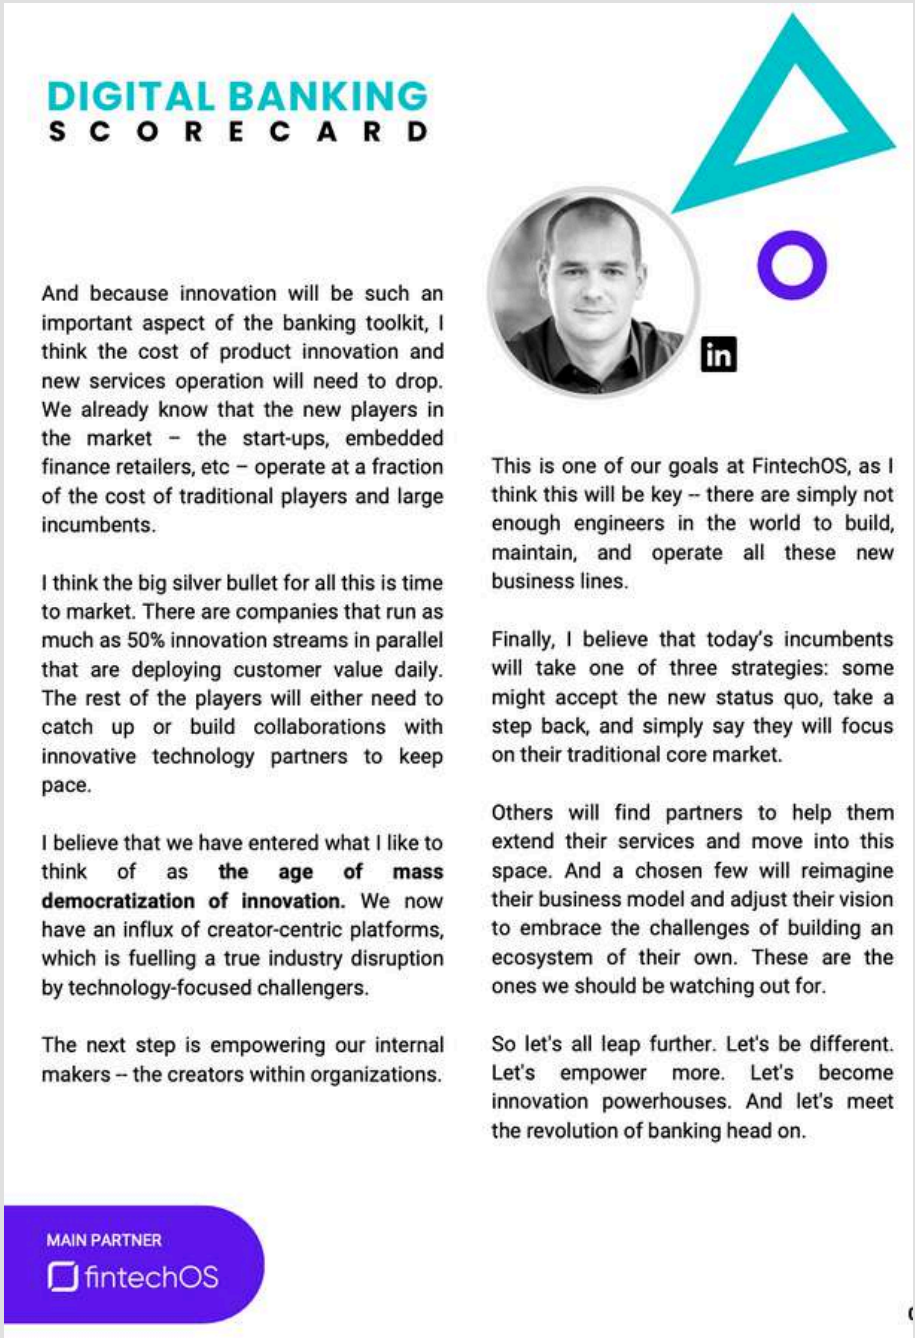 DIGITAL BANKING
SCORECARD
And because innovation will be such an
important aspect of the banking toolkit, I
think the cost of product innovation and
new services operation will need to drop.
We already know that the new players in
the market – the start-ups, embedded
finance retailers, etc – operate at a fraction
of the cost of traditional players and large
incumbents.
I think the big silver bullet for all this is time
to market. There are companies that run as
much as 50% innovation streams in parallel
that are deploying customer value daily.
The rest of the players will either need to
catch up or build collaborations with
innovative technology partners to keep
pace.
I believe that we have entered what I like to
think of as the age of mass
democratization of innovation. We now
have an influx of creator-centric platforms,
which is fuelling a true industry disruption
by technology-focused challengers.
The next step is empowering our internal
makers -- the creators within organizations.
in
This is one of our goals at FintechOS, as I
think this will be key -- there are simply not
enough engineers in the world to build,
maintain, and operate all these new
business lines.
Finally, I believe that today's incumbents
will take one of three strategies: some
might accept the new status quo, take a
step back, and simply say they will focus
on their traditional core market.
Others will find partners to help them
extend their services and move into this
space. And a chosen few will reimagine
their business model and adjust their vision
to embrace the challenges of building an
ecosystem of their own. These are the
ones we should be watching out for.
So let's all leap further. Let's be different.
Let's empower more. Let's become
innovation powerhouses. And let's meet
the revolution of banking head on.
MAIN PARTNER
fintechOS